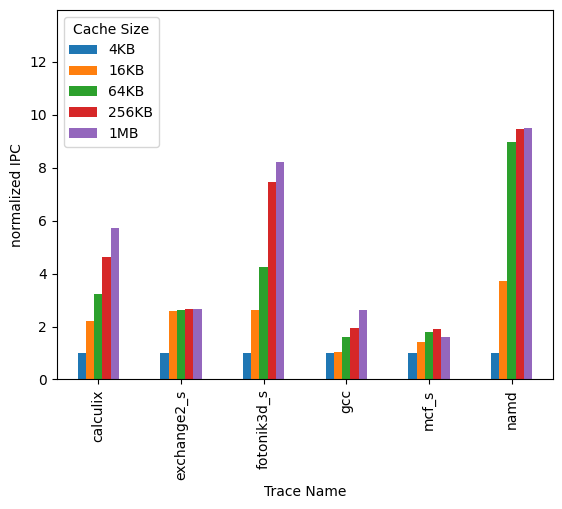 Cache Size
4KB
16KB
64KB
256KB
1MB
normalized IPC
12
10
8
6
4
2
0
calculix
exchange2_s
fotonik3d_s
gcc
mcf_s
namd
Trace Name